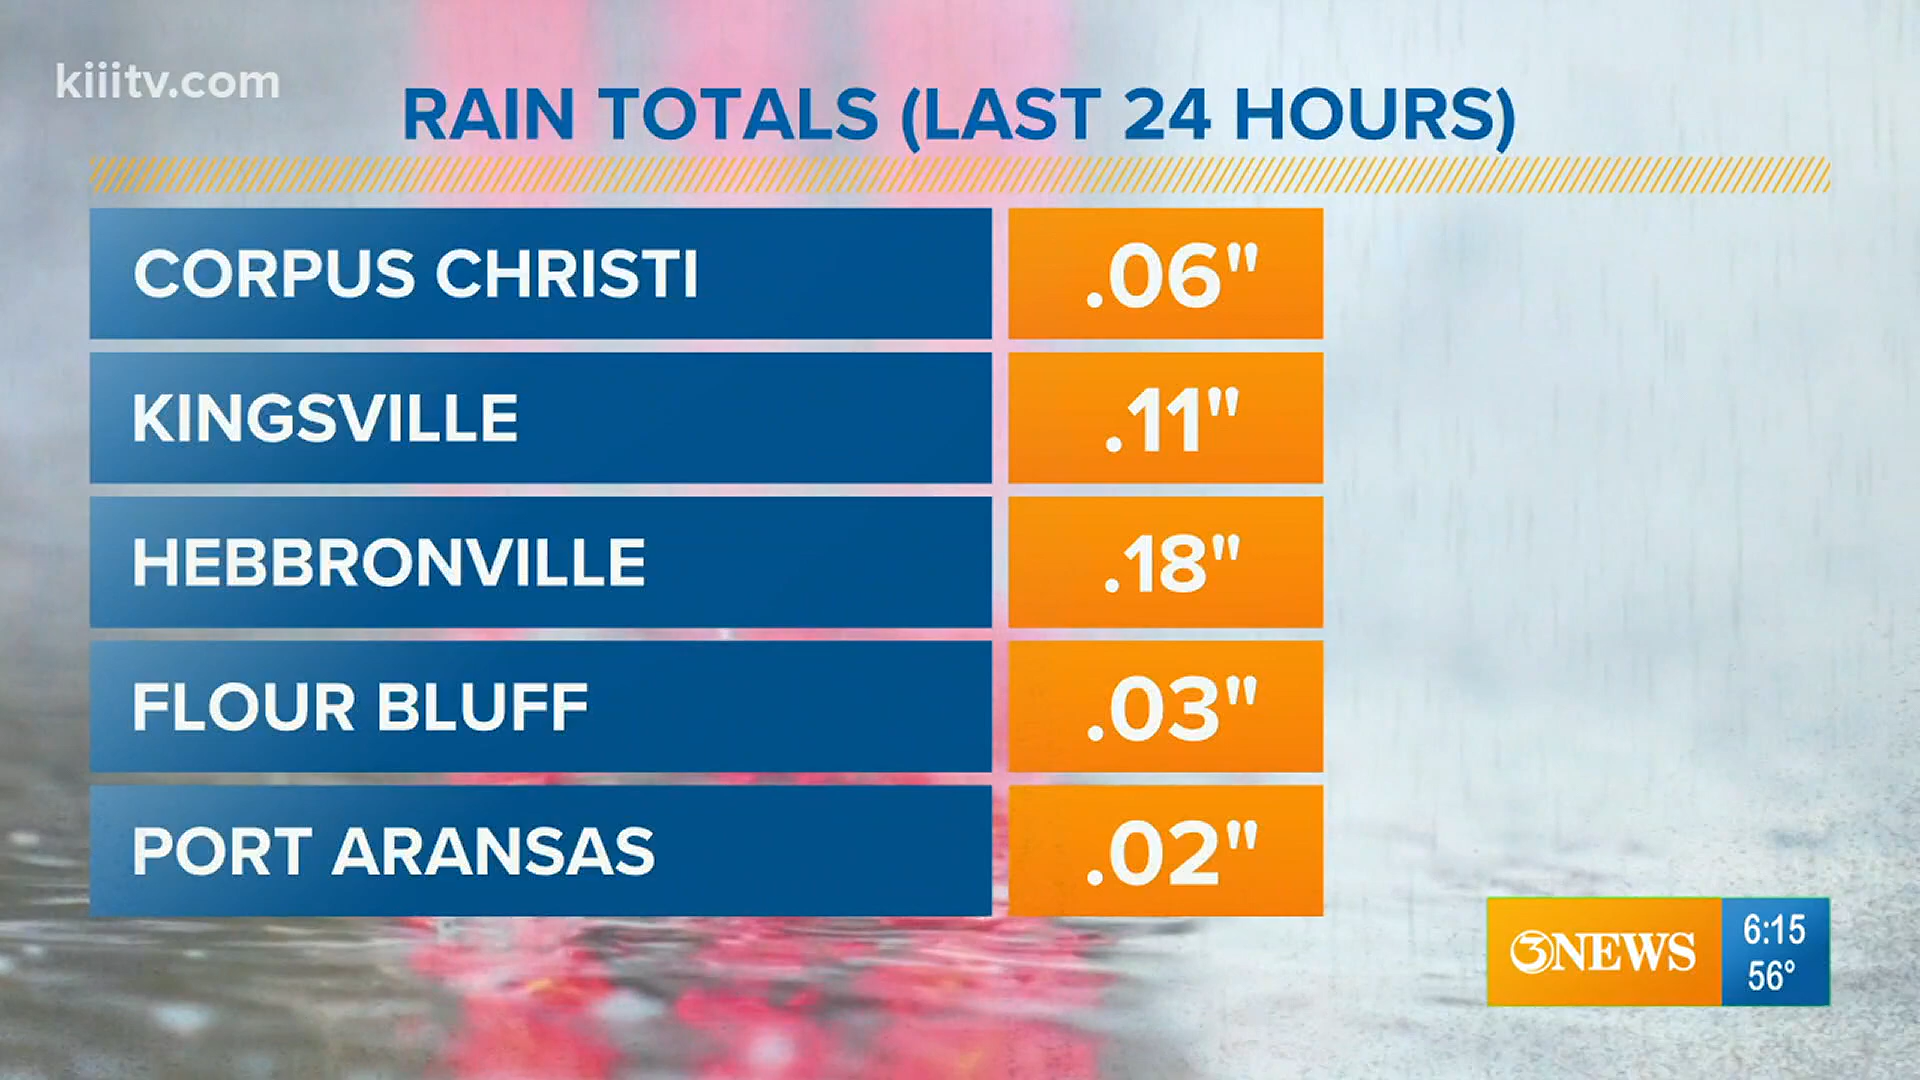 kiiitv.com
RAIN TOTALS (LAST 24 HOURS)
CORPUS CHRISTI .06"
KINGSVILLE .11"
HEBBRONVILLE .18"
FLOUR BLUFF .03"
PORT ARANSAS .02"
3NEWS 6:15
56°